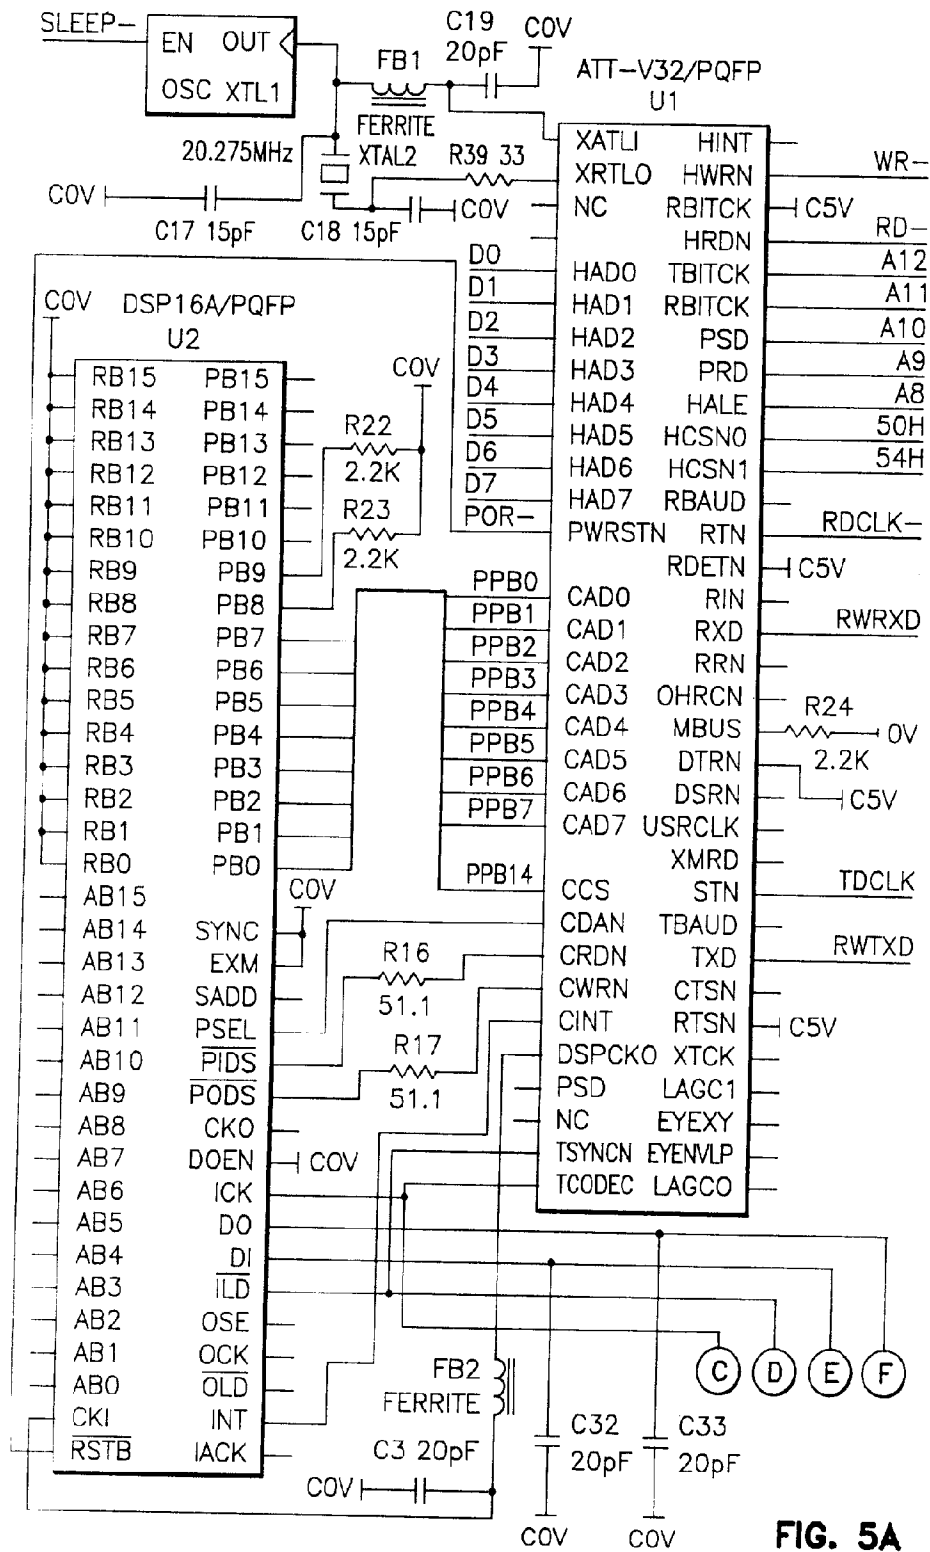 SLEEP-
EN OUT
OSC XTL1
C19
20pF
C0V
FB1
FERRITE
ATT-V32/PQFP
U1
20.275MHz
XTAL2
R39 33
C0V
C17 15pF
C18 15pF
C0V
XATLI HINT
XRTLO HWRN WR-
NC RBITCK C5V
HRDN RD-
D0 HAD0 TBITCK A12
D1 HAD1 RBITCK A11
D2 HAD2 PSD A10
D3 HAD3 PRD A9
D4 HAD4 HALE A8
D5 HAD5 HCSN0 50H
D6 HAD6 HCSN1 54H
D7 HAD7 RBAUD
POR- PWRSTN RTN RDCLK-
RDETN C5V
PPB0 CAD0 RIN
PPB1 CAD1 RXD RWRXD
PPB2 CAD2 RRN
PPB3 CAD3 OHRCN
PPB4 CAD4 MBUS R24 2.2K 0V
PPB5 CAD5 DTRN
PPB6 CAD6 DSRN C5V
PPB7 CAD7 USRCLK
XMRD
PPB14 CCS STN TDCLK
CDAN TBAUD
CRDN TXD RWTXD
CWRN CTSN
CINT RTSN C5V
DSPCKO XTCK
PSD LAGC1
NC EYEXY
TSYNCN EYENVLP
TCODEC LAGCO
C0V
DSP16A/PQFP
U2
C0V
RB15 PB15
RB14 PB14
RB13 PB13
RB12 PB12
RB11 PB11
RB10 PB10
RB9 PB9
RB8 PB8
RB7 PB7
RB6 PB6
RB5 PB5
RB4 PB4
RB3 PB3
RB2 PB2
RB1 PB1
RB0 PB0
R22
2.2K
R23
2.2K
AB15
C0V
AB14 SYNC
AB13 EXM
AB12 SADD
AB11 PSEL
AB10 PIDS
AB9 PODS
AB8 CKO
AB7 DOEN C0V
AB6 ICK
AB5 DO
AB4 DI
AB3 ILD
AB2 OSE
AB1 OCK
AB0 OLD
CKI INT
RSTB IACK
R16
51.1
R17
51.1
C D E F
FB2
FERRITE
C3 20pF
C0V
C32
20pF
C0V
C33
20pF
C0V
FIG. 5A